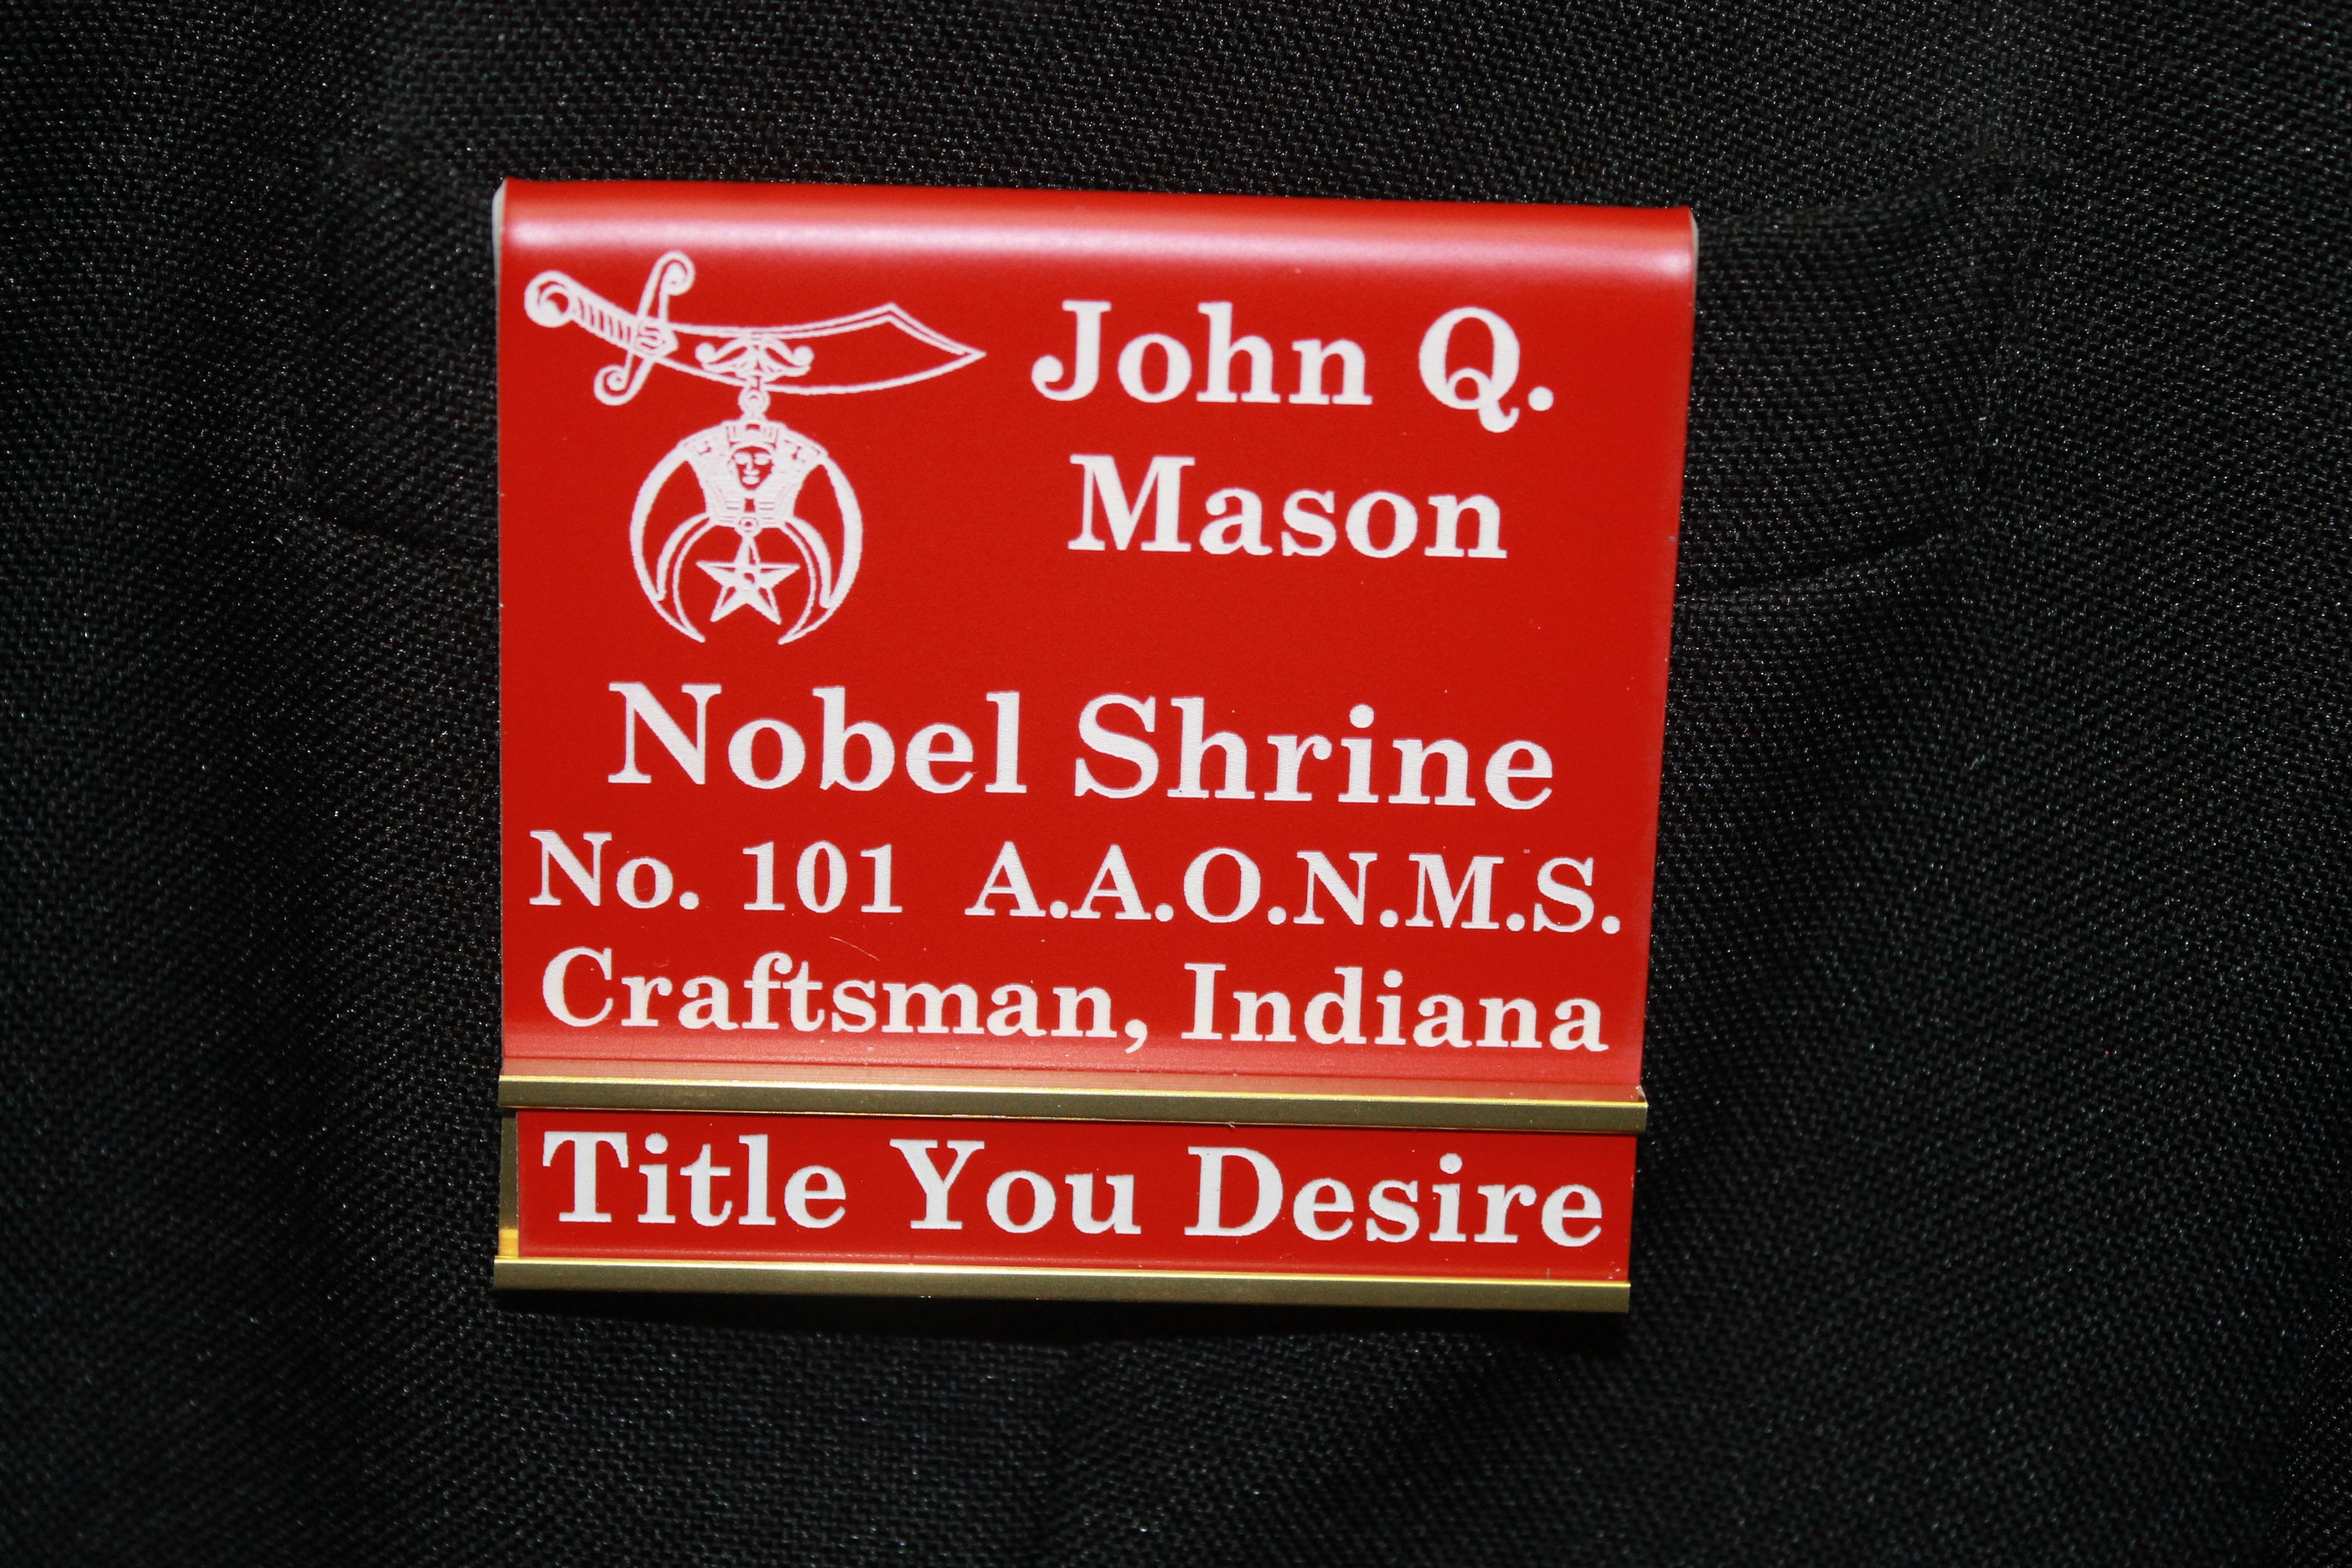 John Q.
Mason
Nobel Shrine
No. 101 A.A.O.N.M.S.
Craftsman, Indiana
Title You Desire